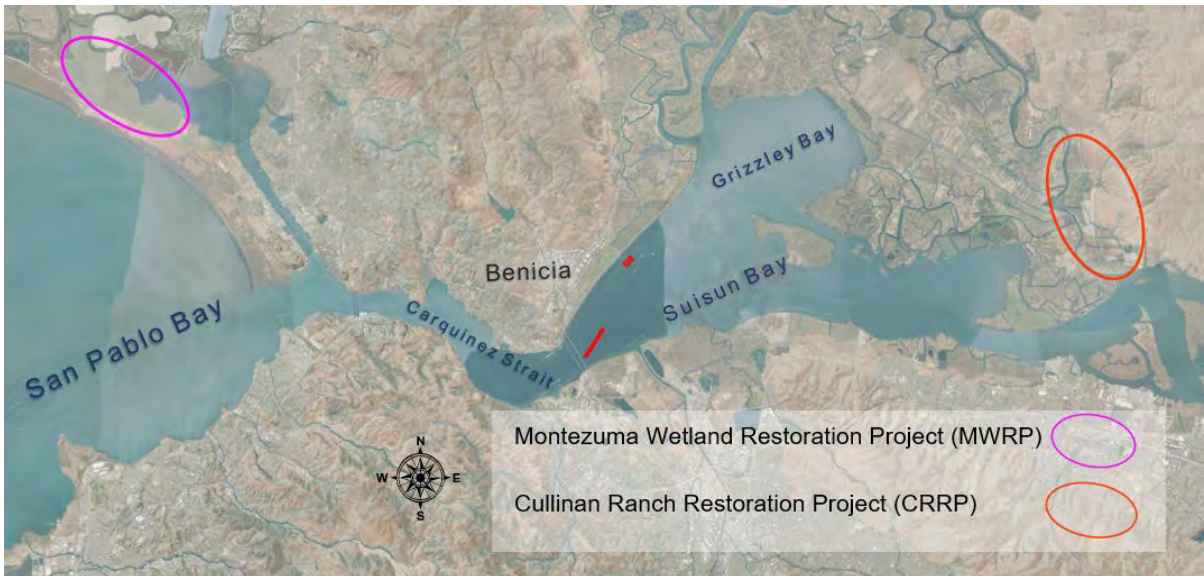 Grizzley Bay
Benicia
Suisun Bay
Carquinez Strait
San Pablo Bay
Montezuma Wetland Restoration Project (MWRP)
Cullinan Ranch Restoration Project (CRRP)
N
W
E
S